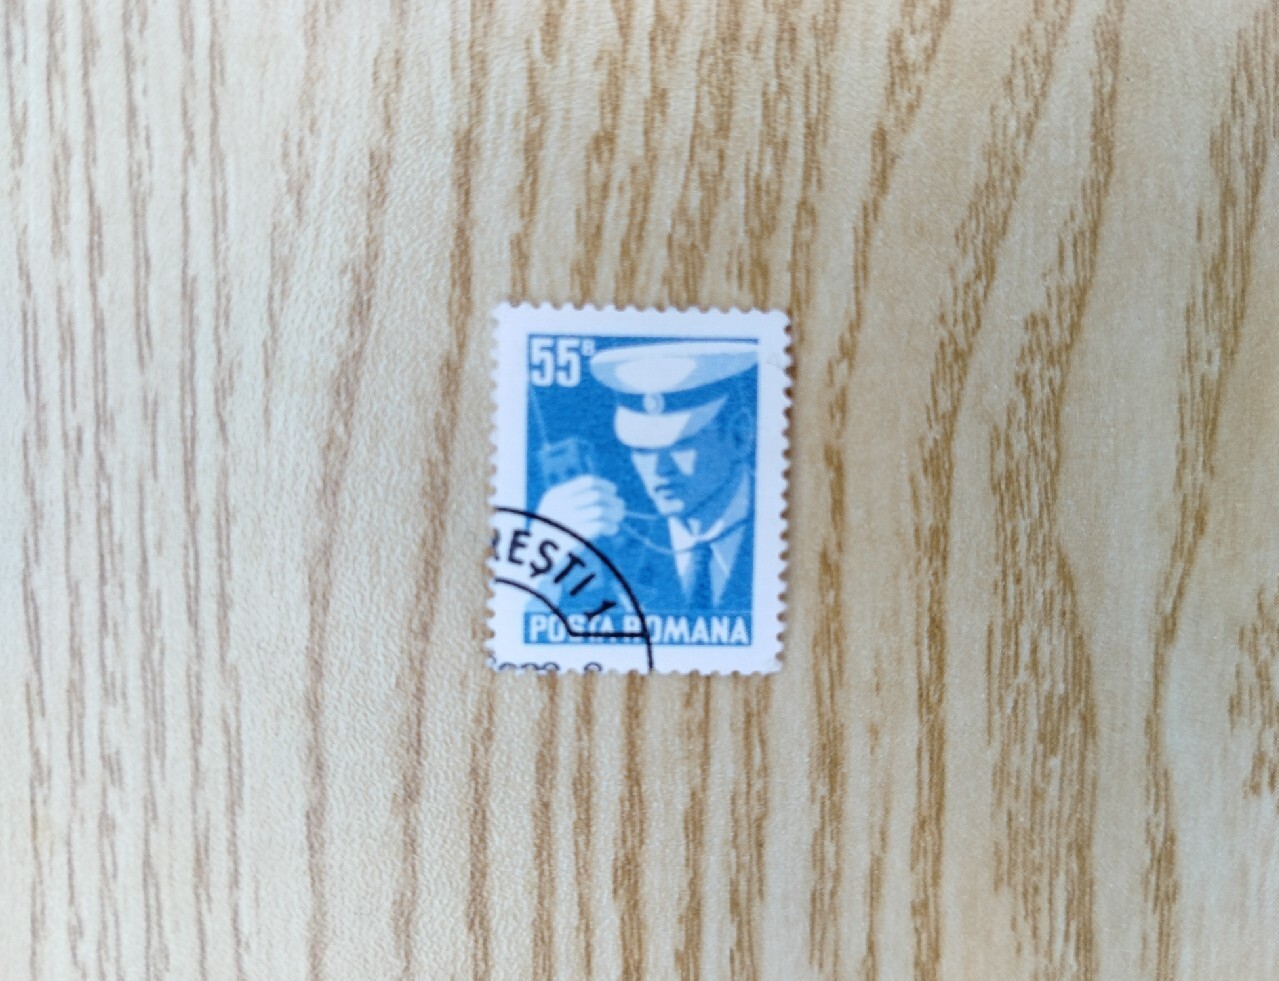 55B
REȘTI 1
POSTA ROMANA